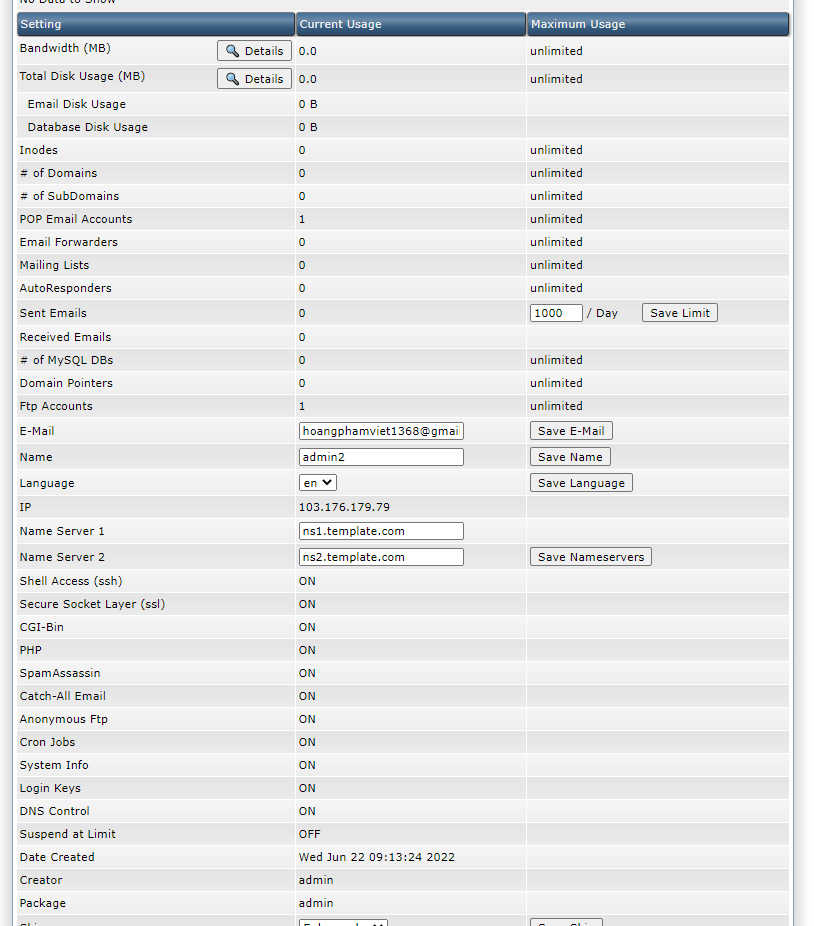 No Data to Show
Setting Current Usage Maximum Usage
Bandwidth (MB) Details 0.0 unlimited
Total Disk Usage (MB) Details 0.0 unlimited
Email Disk Usage 0 B
Database Disk Usage 0 B
Inodes 0 unlimited
# of Domains 0 unlimited
# of SubDomains 0 unlimited
POP Email Accounts 1 unlimited
Email Forwarders 0 unlimited
Mailing Lists 0 unlimited
AutoResponders 0 unlimited
Sent Emails 0 1000 / Day Save Limit
Received Emails 0
# of MySQL DBs 0 unlimited
Domain Pointers 0 unlimited
Ftp Accounts 1 unlimited
E-Mail hoangphamviet1368@gmai Save E-Mail
Name admin2 Save Name
Language en Save Language
IP 103.176.179.79
Name Server 1 ns1.template.com
Name Server 2 ns2.template.com Save Nameservers
Shell Access (ssh) ON
Secure Socket Layer (ssl) ON
CGI-Bin ON
PHP ON
SpamAssassin ON
Catch-All Email ON
Anonymous Ftp ON
Cron Jobs ON
System Info ON
Login Keys ON
DNS Control ON
Suspend at Limit OFF
Date Created Wed Jun 22 09:13:24 2022
Creator admin
Package admin